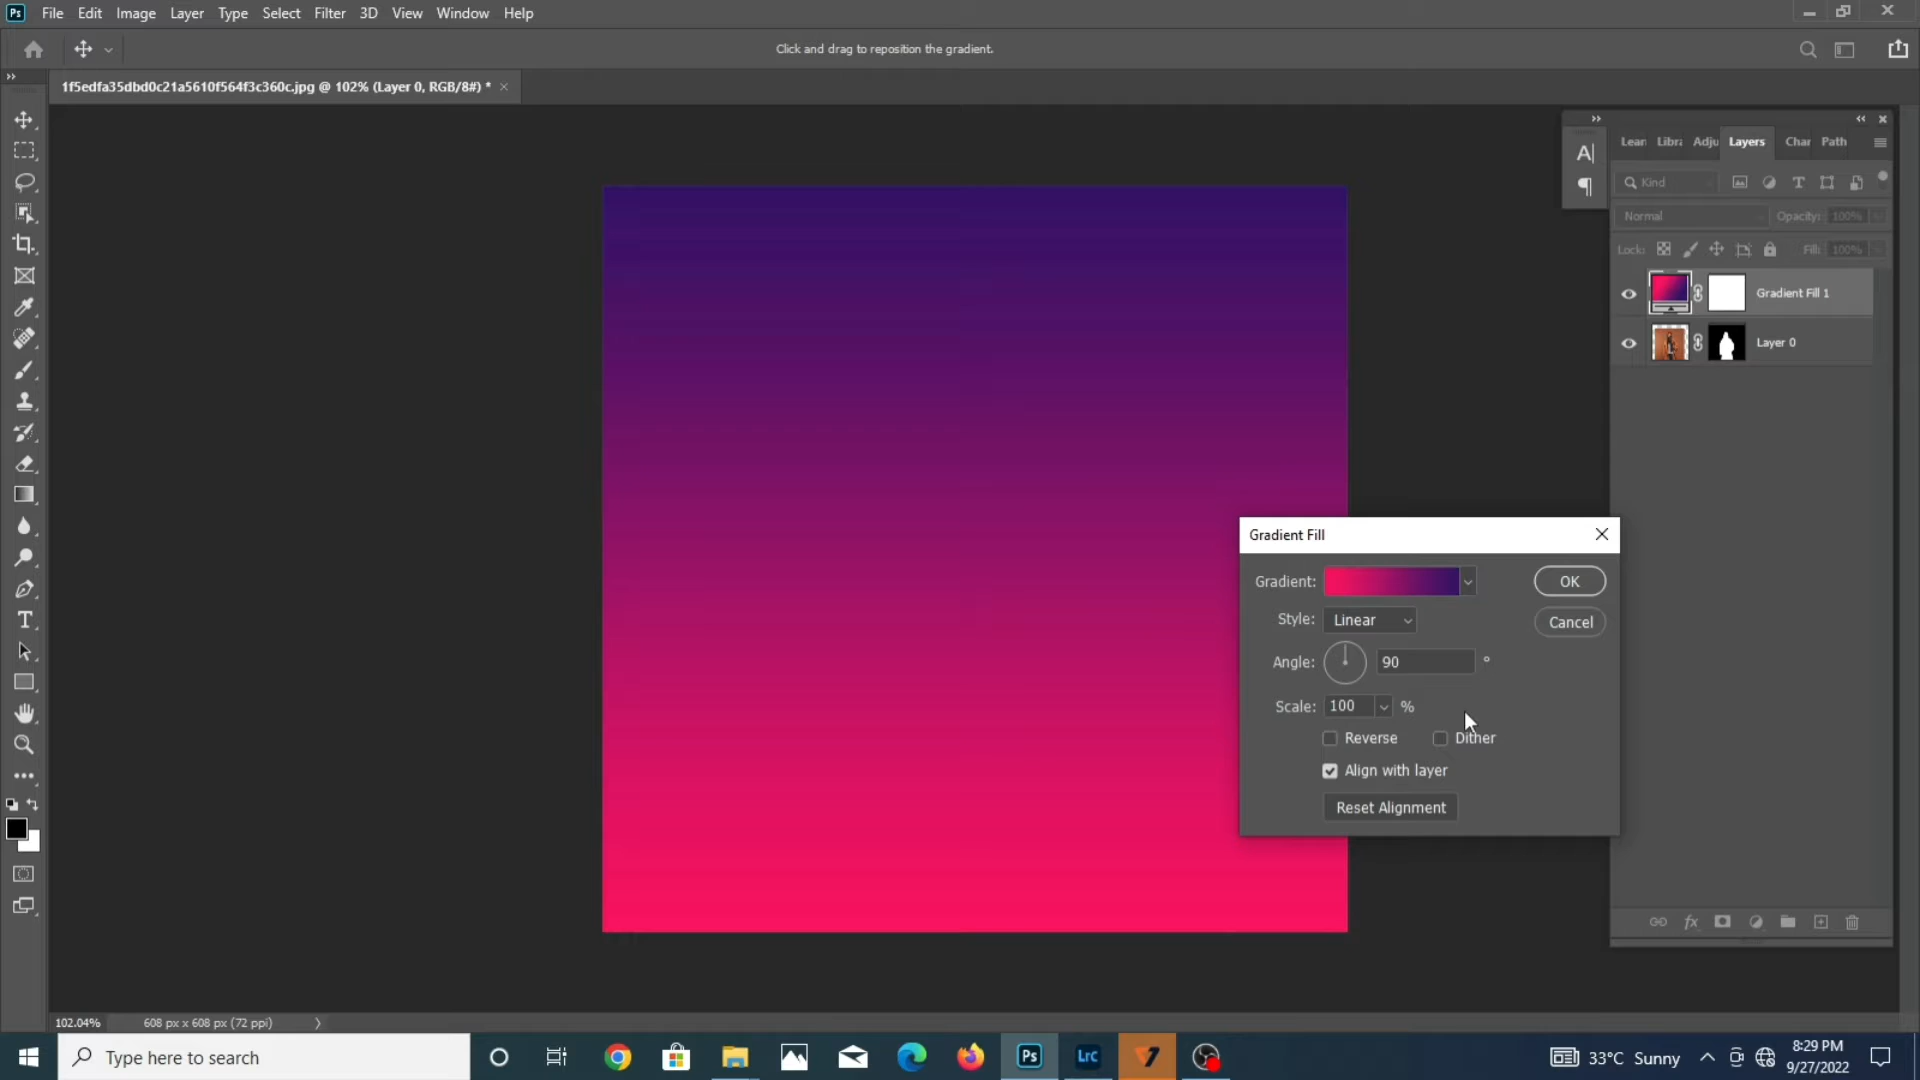 Ps File Edit Image Layer Type Select Filter 3D View Window Help
Click and drag to reposition the gradient.
1f5edfa35dbd0c21a5610f564f3c360c.jpg @ 102% (Layer 0, RGB/8#) *
Lear Libra Adju Layers Char Path
Kind
Normal Opacity: 100%
Lock: Fill: 100%
Gradient Fill 1
Layer 0
Gradient Fill
Gradient: OK
Style: Linear Cancel
Angle: 90 °
Scale: 100 %
Reverse Dither
Align with layer
Reset Alignment
102.04% 608 px x 608 px (72 ppi)
Type here to search
Ps Lrc
33°C Sunny
8:29 PM
9/27/2022